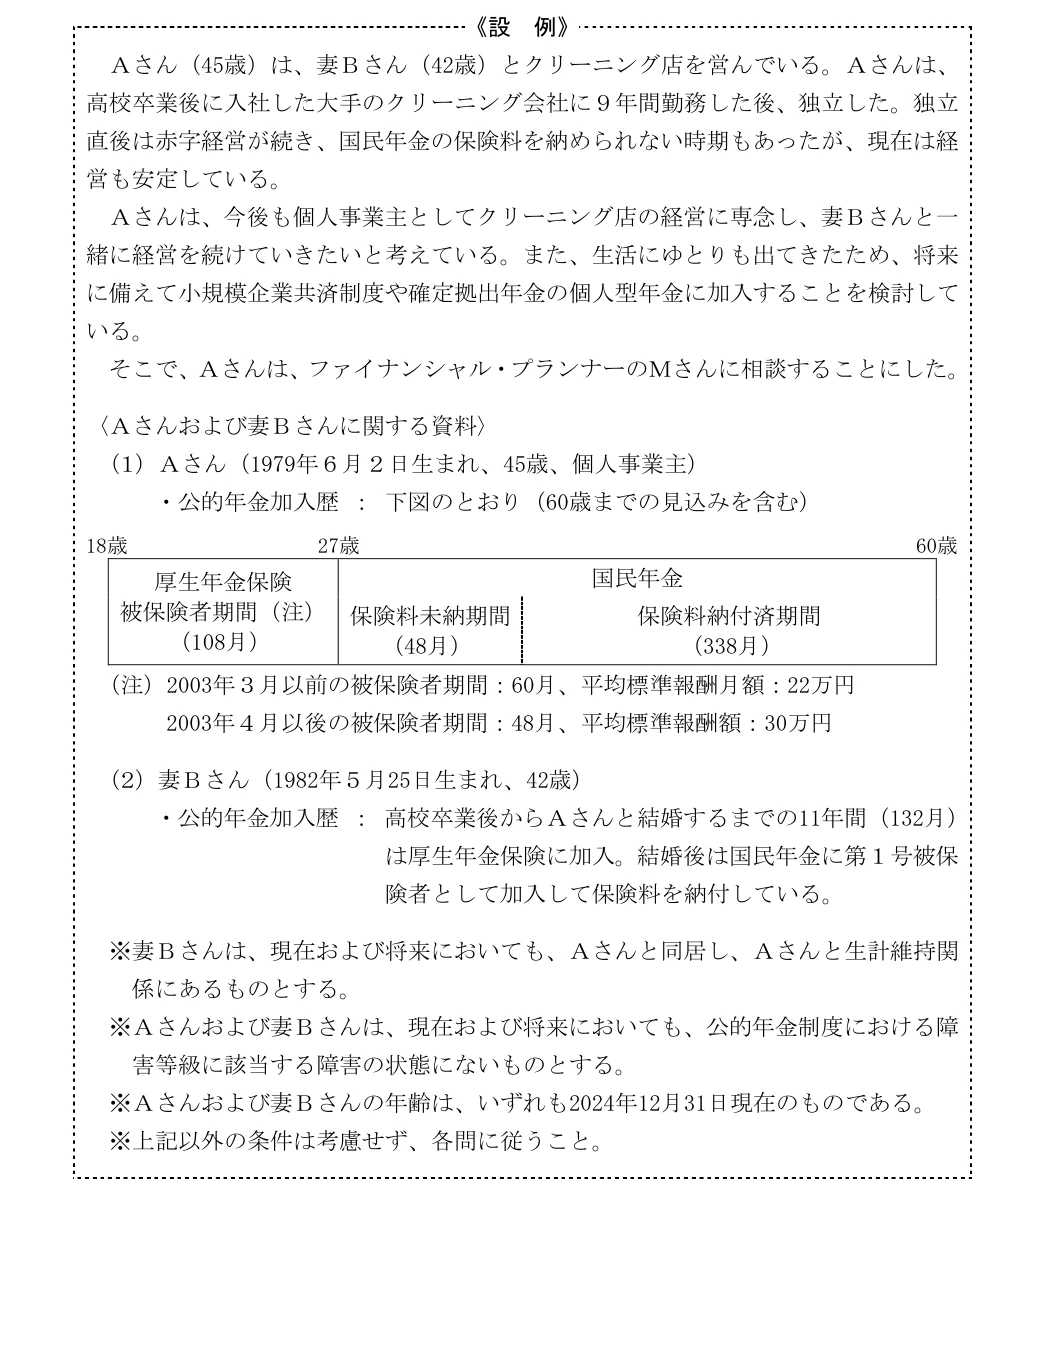 《設　例》
Ａさん（45歳）は、妻Ｂさん（42歳）とクリーニング店を営んでいる。Ａさんは、
高校卒業後に入社した大手のクリーニング会社に９年間勤務した後、独立した。独立
直後は赤字経営が続き、国民年金の保険料を納められない時期もあったが、現在は経
営も安定している。
Ａさんは、今後も個人事業主としてクリーニング店の経営に専念し、妻Ｂさんと一
緒に経営を続けていきたいと考えている。また、生活にゆとりも出てきたため、将来
に備えて小規模企業共済制度や確定拠出年金の個人型年金に加入することを検討して
いる。
そこで、Ａさんは、ファイナンシャル・プランナーのＭさんに相談することにした。
〈Ａさんおよび妻Ｂさんに関する資料〉
（1）Ａさん（1979年６月２日生まれ、45歳、個人事業主）
・公的年金加入歴　：　下図のとおり（60歳までの見込みを含む）
18歳　27歳　60歳
厚生年金保険
被保険者期間（注）
（108月）
国民年金
保険料未納期間
（48月）
保険料納付済期間
（338月）
（注）2003年３月以前の被保険者期間：60月、平均標準報酬月額：22万円
2003年４月以後の被保険者期間：48月、平均標準報酬額：30万円
（2）妻Ｂさん（1982年５月25日生まれ、42歳）
・公的年金加入歴　：　高校卒業後からＡさんと結婚するまでの11年間（132月）
は厚生年金保険に加入。結婚後は国民年金に第１号被保
険者として加入して保険料を納付している。
※妻Ｂさんは、現在および将来においても、Ａさんと同居し、Ａさんと生計維持関
係にあるものとする。
※Ａさんおよび妻Ｂさんは、現在および将来においても、公的年金制度における障
害等級に該当する障害の状態にないものとする。
※Ａさんおよび妻Ｂさんの年齢は、いずれも2024年12月31日現在のものである。
※上記以外の条件は考慮せず、各問に従うこと。